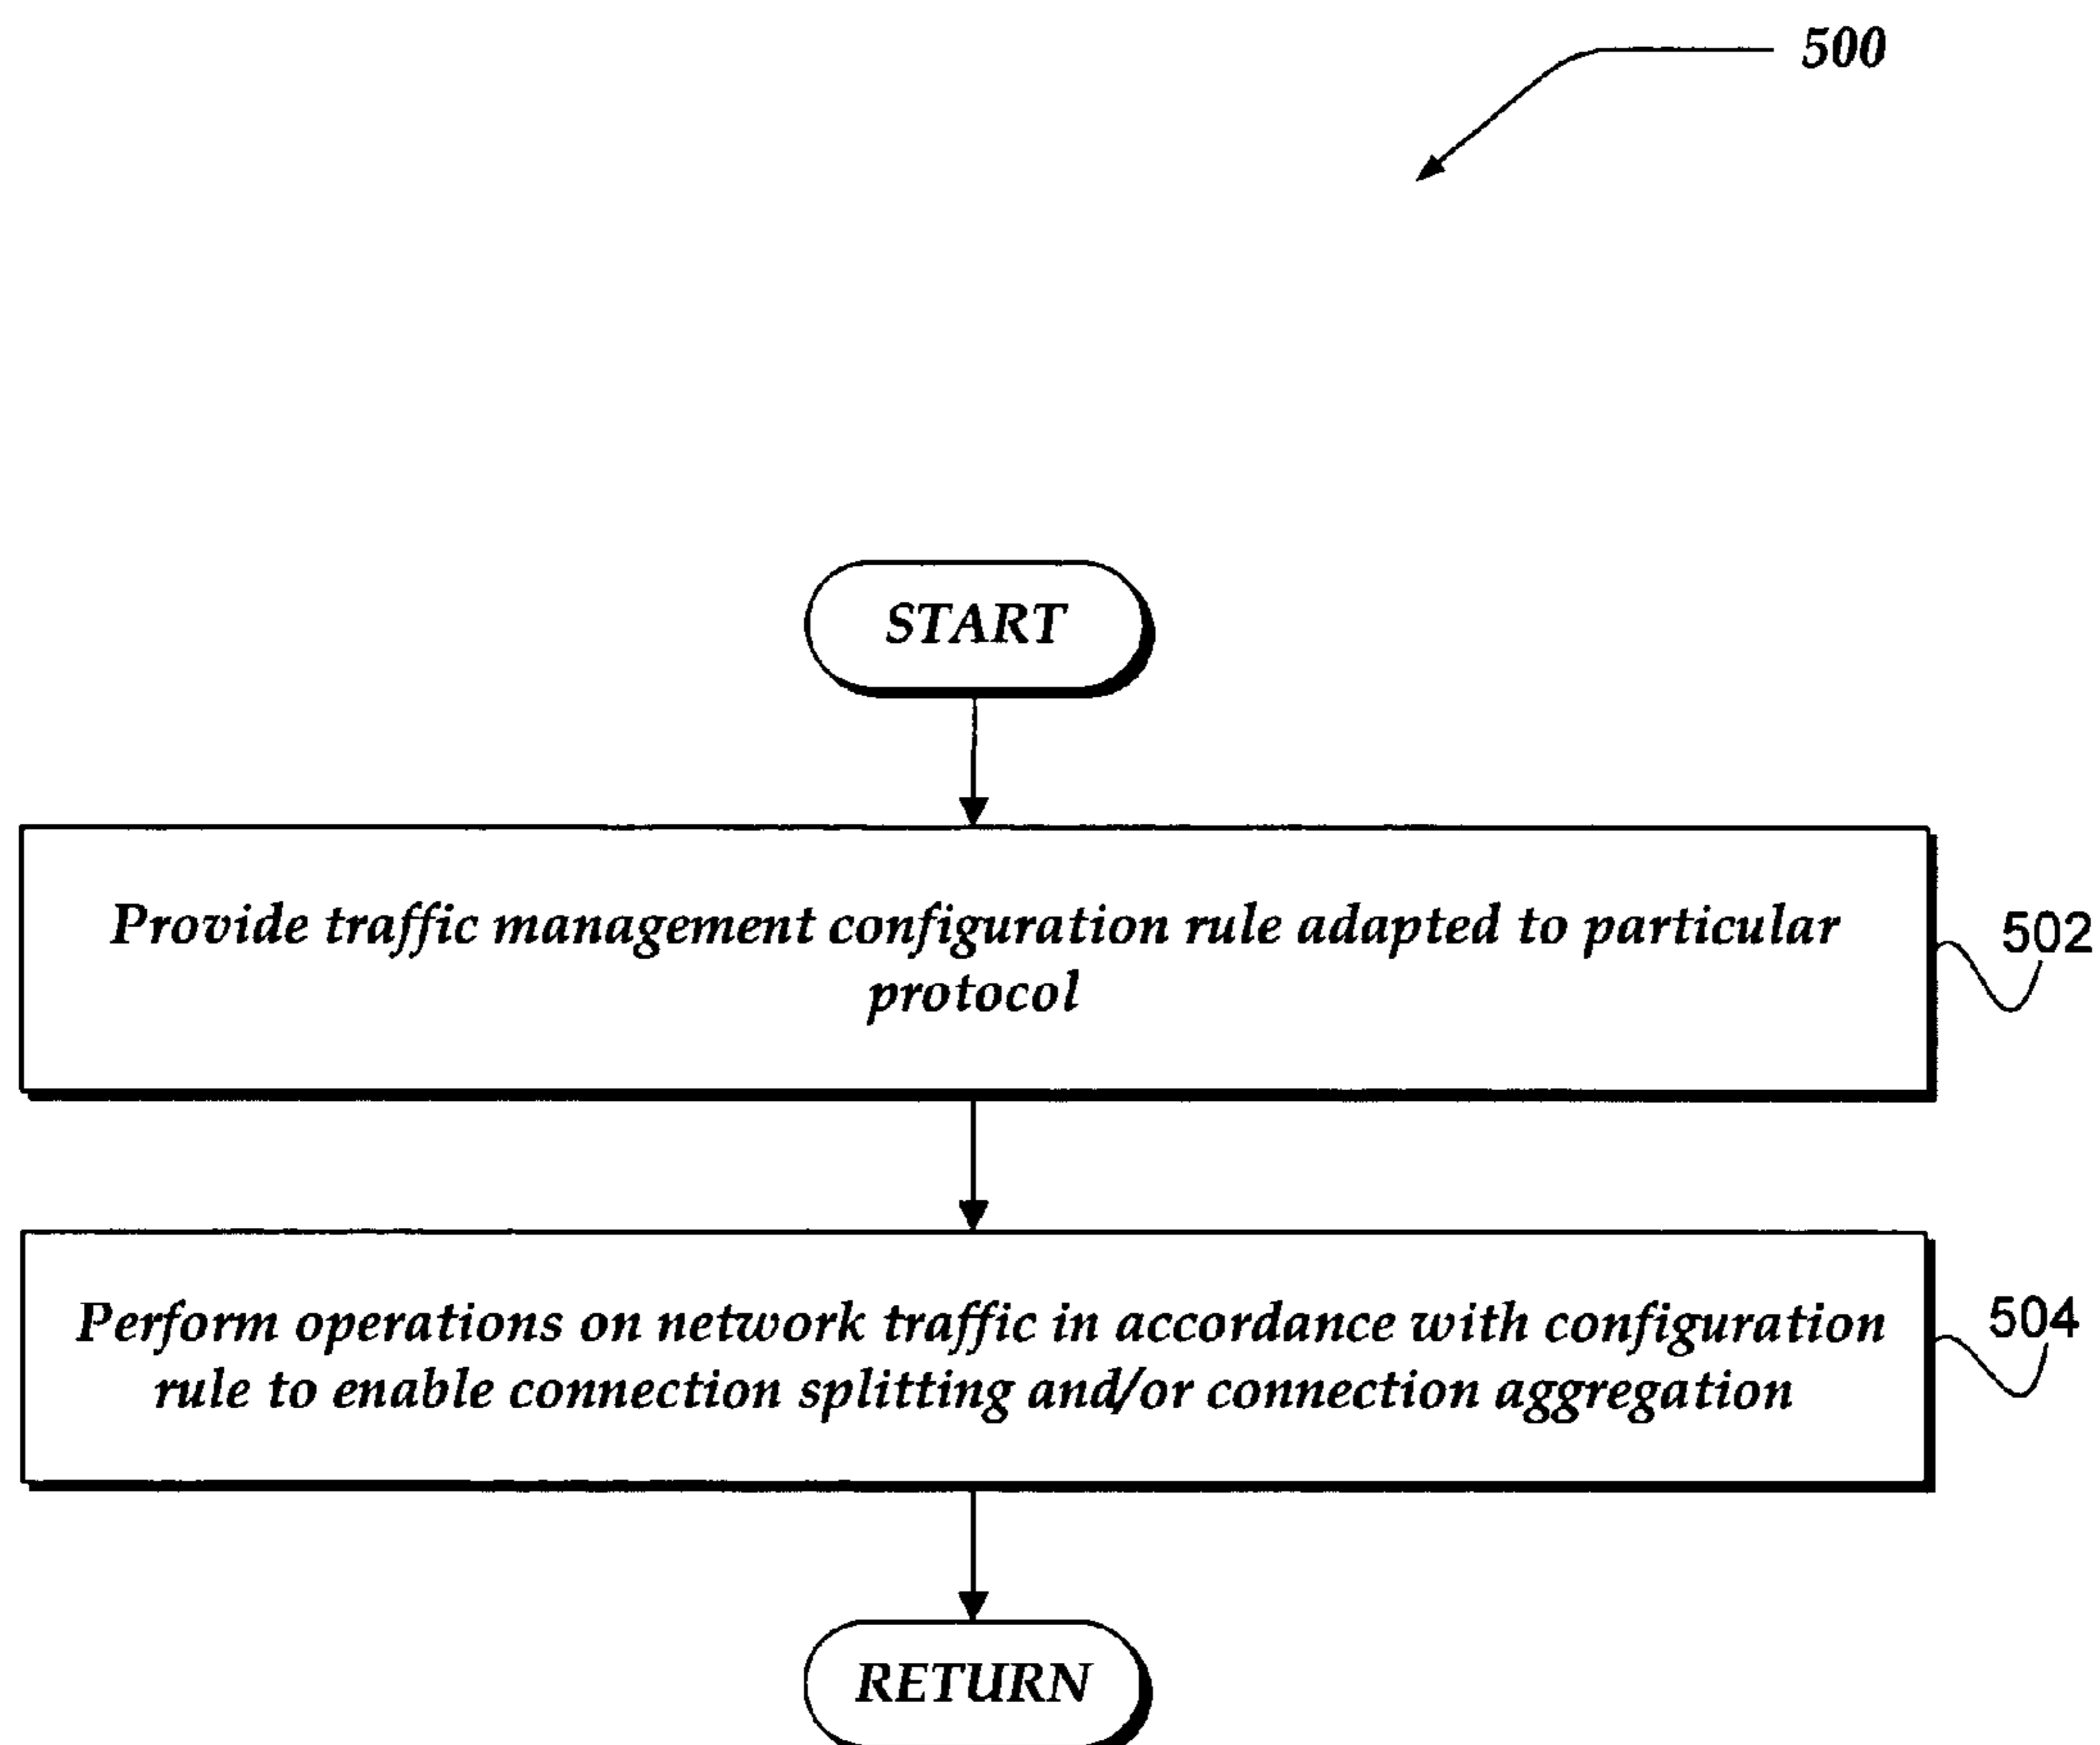 500
START
Provide traffic management configuration rule adapted to particular
protocol
502
Perform operations on network traffic in accordance with configuration
rule to enable connection splitting and/or connection aggregation
504
RETURN